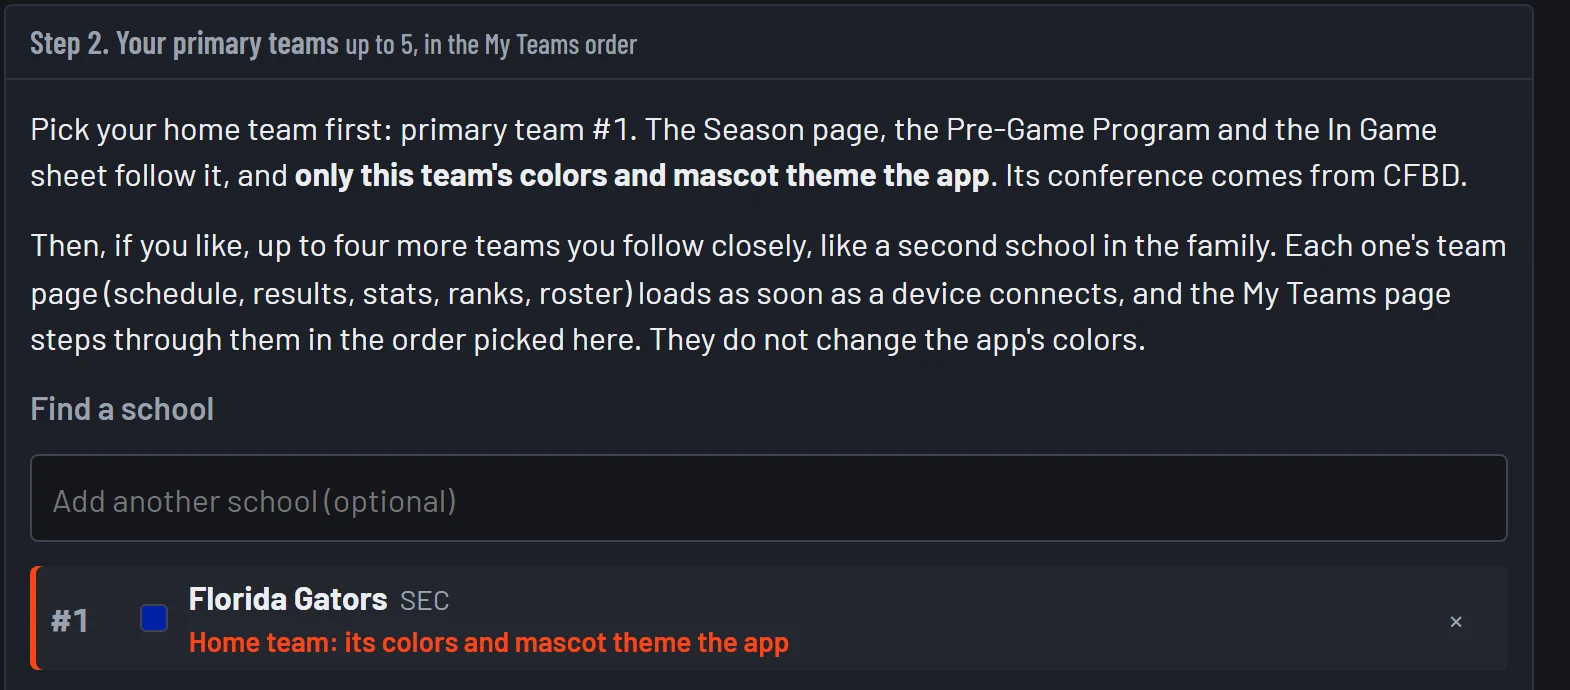 Step 2. Your primary teams up to 5, in the My Teams order
Pick your home team first: primary team #1. The Season page, the Pre-Game Program and the In Game
sheet follow it, and only this team's colors and mascot theme the app. Its conference comes from CFBD.
Then, if you like, up to four more teams you follow closely, like a second school in the family. Each one's team
page (schedule, results, stats, ranks, roster) loads as soon as a device connects, and the My Teams page
steps through them in the order picked here. They do not change the app's colors.
Find a school
Add another school (optional)
#1
Florida Gators SEC
Home team: its colors and mascot theme the app
×